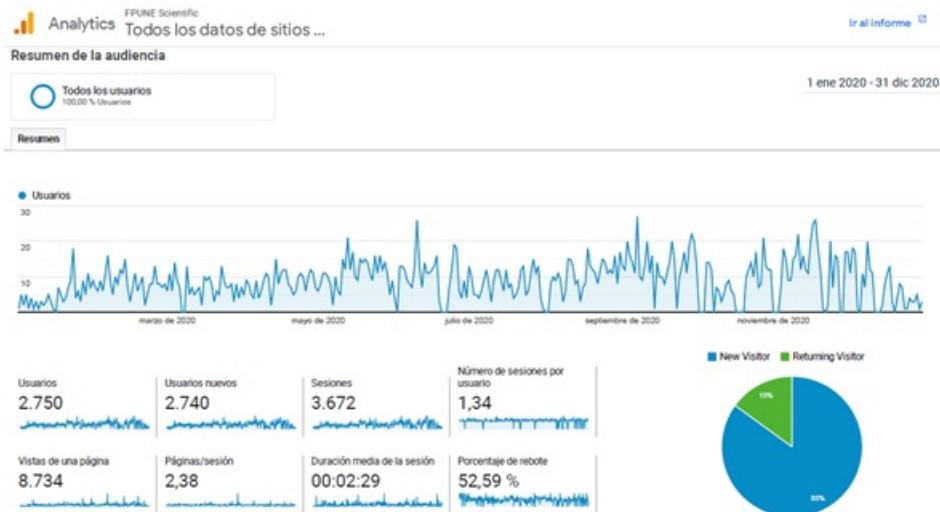 Analytics
FPUNE Scientific
Todos los datos de sitios ...
Ir al informe
Resumen de la audiencia
Todos los usuarios
100,00 % Usuarios
1 ene 2020 - 31 dic 2020
Resumen
Usuarios
30
20
10
marzo de 2020
mayo de 2020
julio de 2020
septiembre de 2020
noviembre de 2020
New Visitor
Returning Visitor
Usuarios
2.750
Usuarios nuevos
2.740
Sesiones
3.672
Número de sesiones por
usuario
1,34
Vistas de una página
8.734
Páginas/sesión
2,38
Duración media de la sesión
00:02:29
Porcentaje de rebote
52,59 %